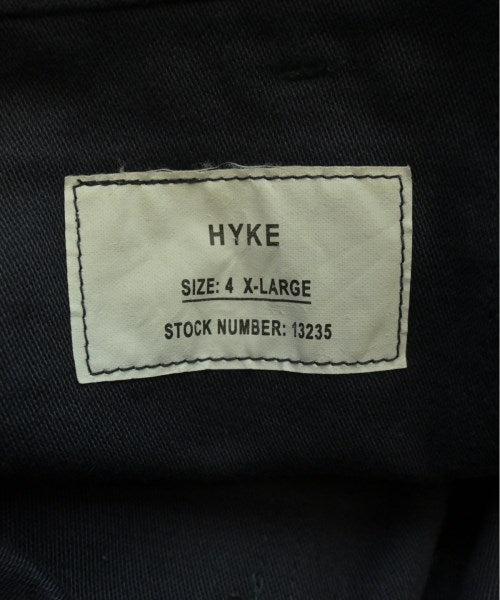 HYKE
SIZE: 4 X-LARGE
STOCK NUMBER: 13235